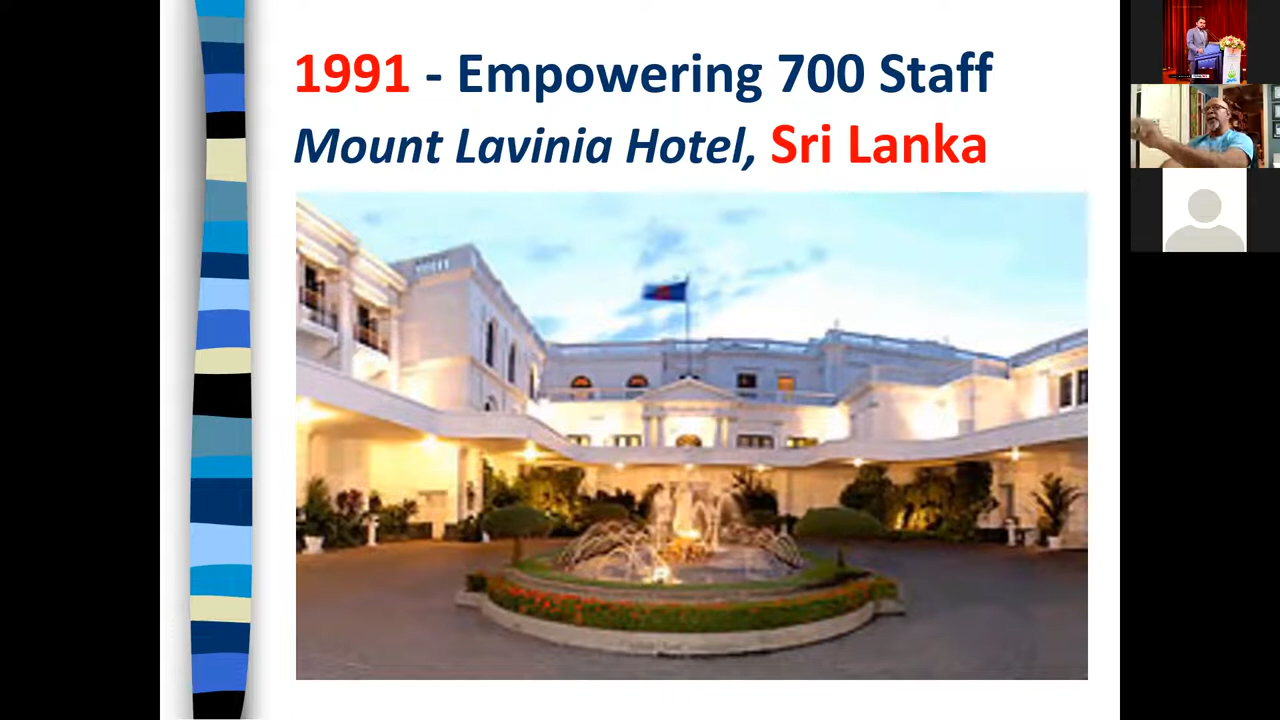 1991 - Empowering 700 Staff
Mount Lavinia Hotel, Sri Lanka